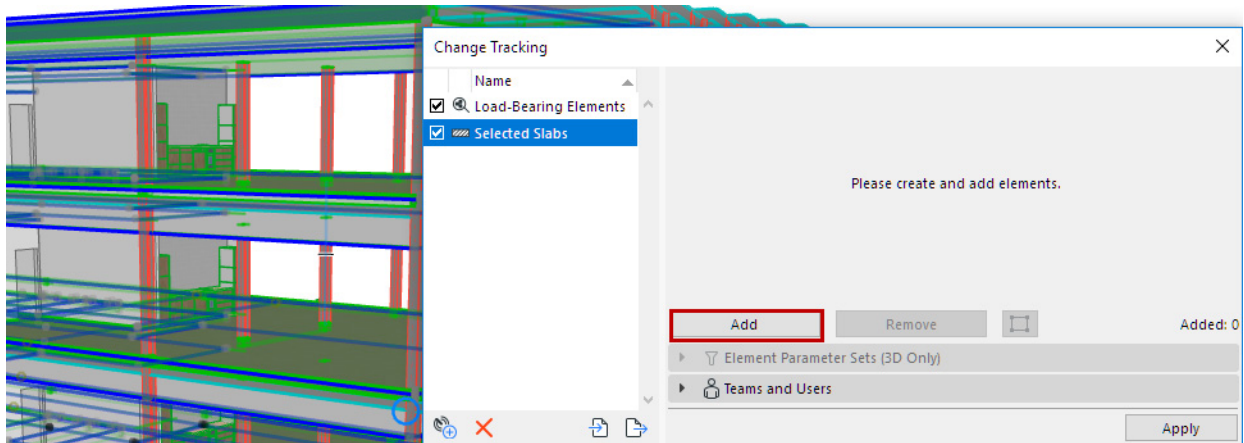 Change Tracking
Name
Load-Bearing Elements
Selected Slabs
Please create and add elements.
Add
Remove
Added: 0
Element Parameter Sets (3D Only)
Teams and Users
Apply